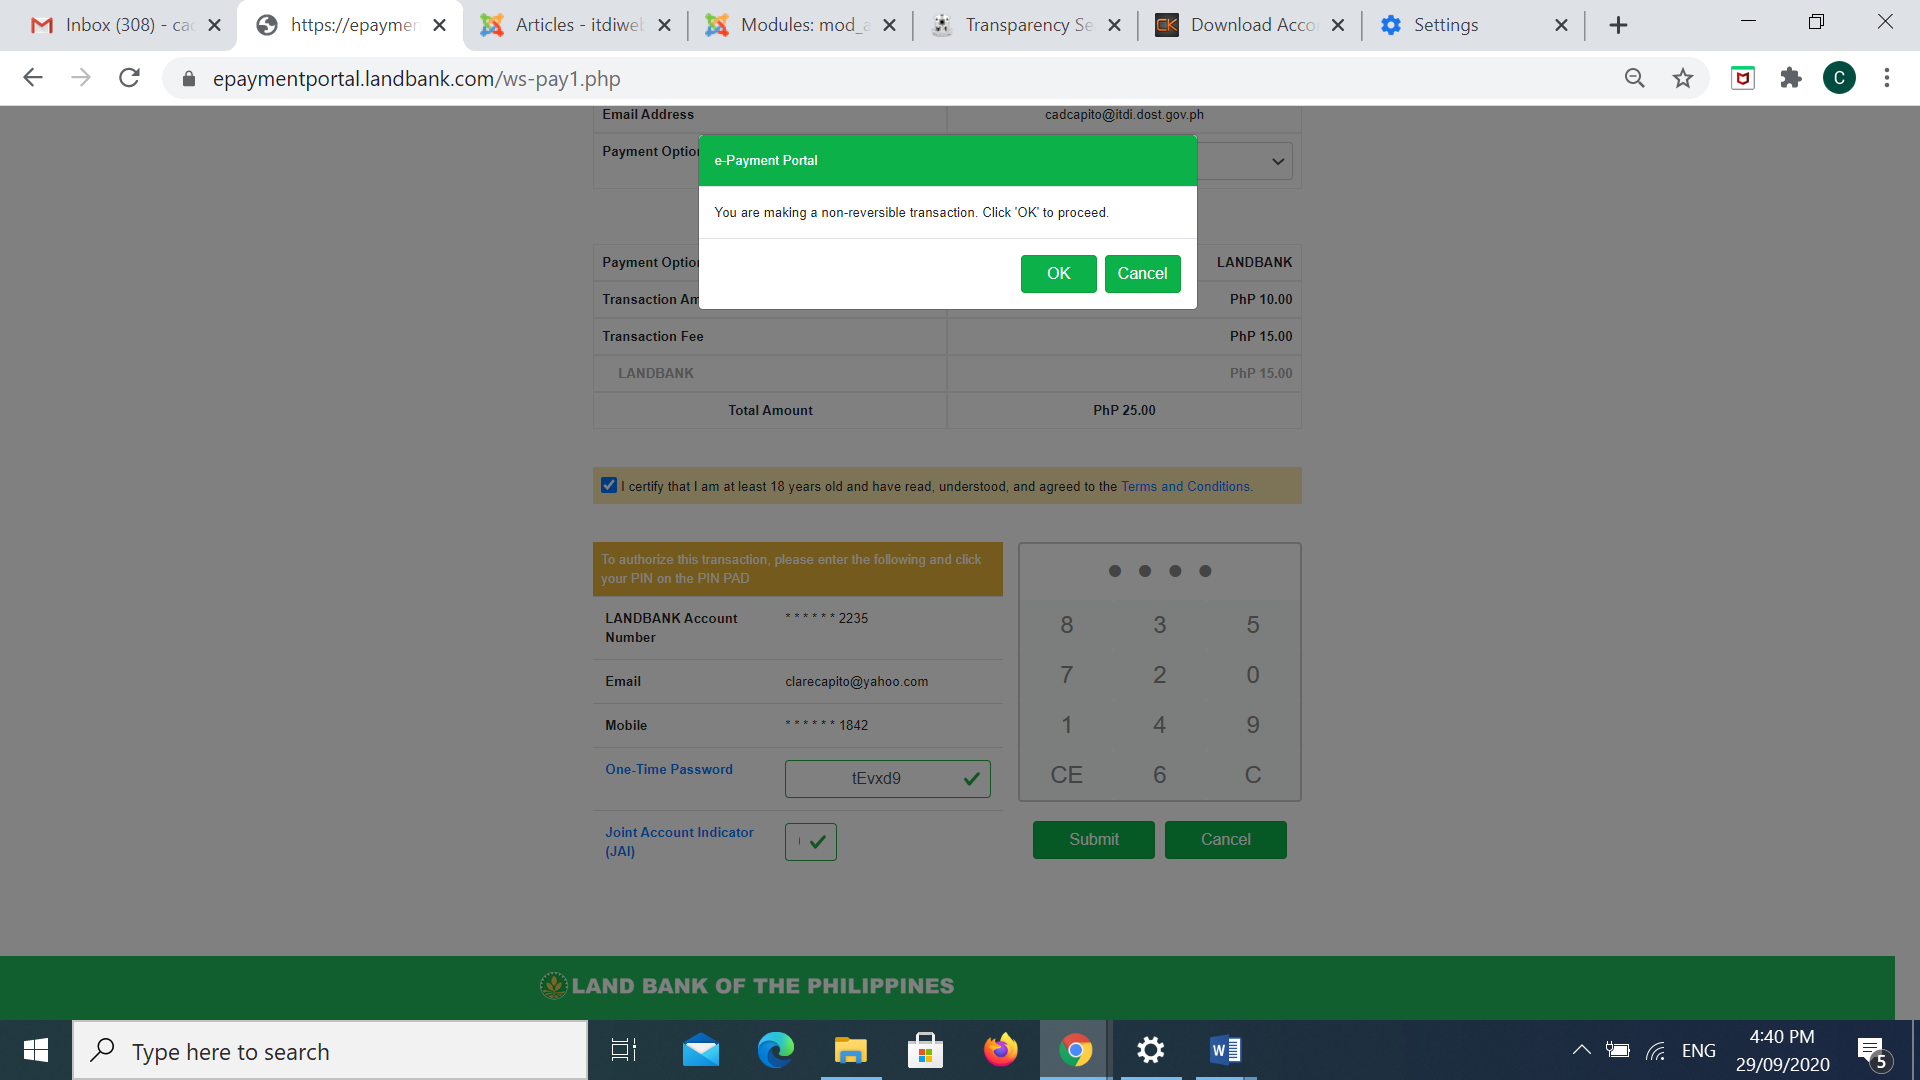 Inbox (308) - ca
https://epaymer
Articles - itdiwe
Modules: mod_a
Transparency Se
CK
Download Acco
Settings
epaymentportal.landbank.com/ws-pay1.php
C
Email Address cadcapito@itdi.dost.gov.ph
Payment Optio
e-Payment Portal
You are making a non-reversible transaction. Click 'OK' to proceed.
OK Cancel
Payment Optio LANDBANK
Transaction Am PhP 10.00
Transaction Fee PhP 15.00
LANDBANK PhP 15.00
Total Amount PhP 25.00
I certify that I am at least 18 years old and have read, understood, and agreed to the Terms and Conditions.
To authorize this transaction, please enter the following and click
your PIN on the PIN PAD
LANDBANK Account
Number
* * * * * * 2235
Email clarecapito@yahoo.com
Mobile * * * * * * 1842
One-Time Password tEvxd9
Joint Account Indicator
(JAI)
8 3 5
7 2 0
1 4 9
CE 6 C
Submit Cancel
LAND BANK OF THE PHILIPPINES
Type here to search
W
ENG
4:40 PM
29/09/2020
5